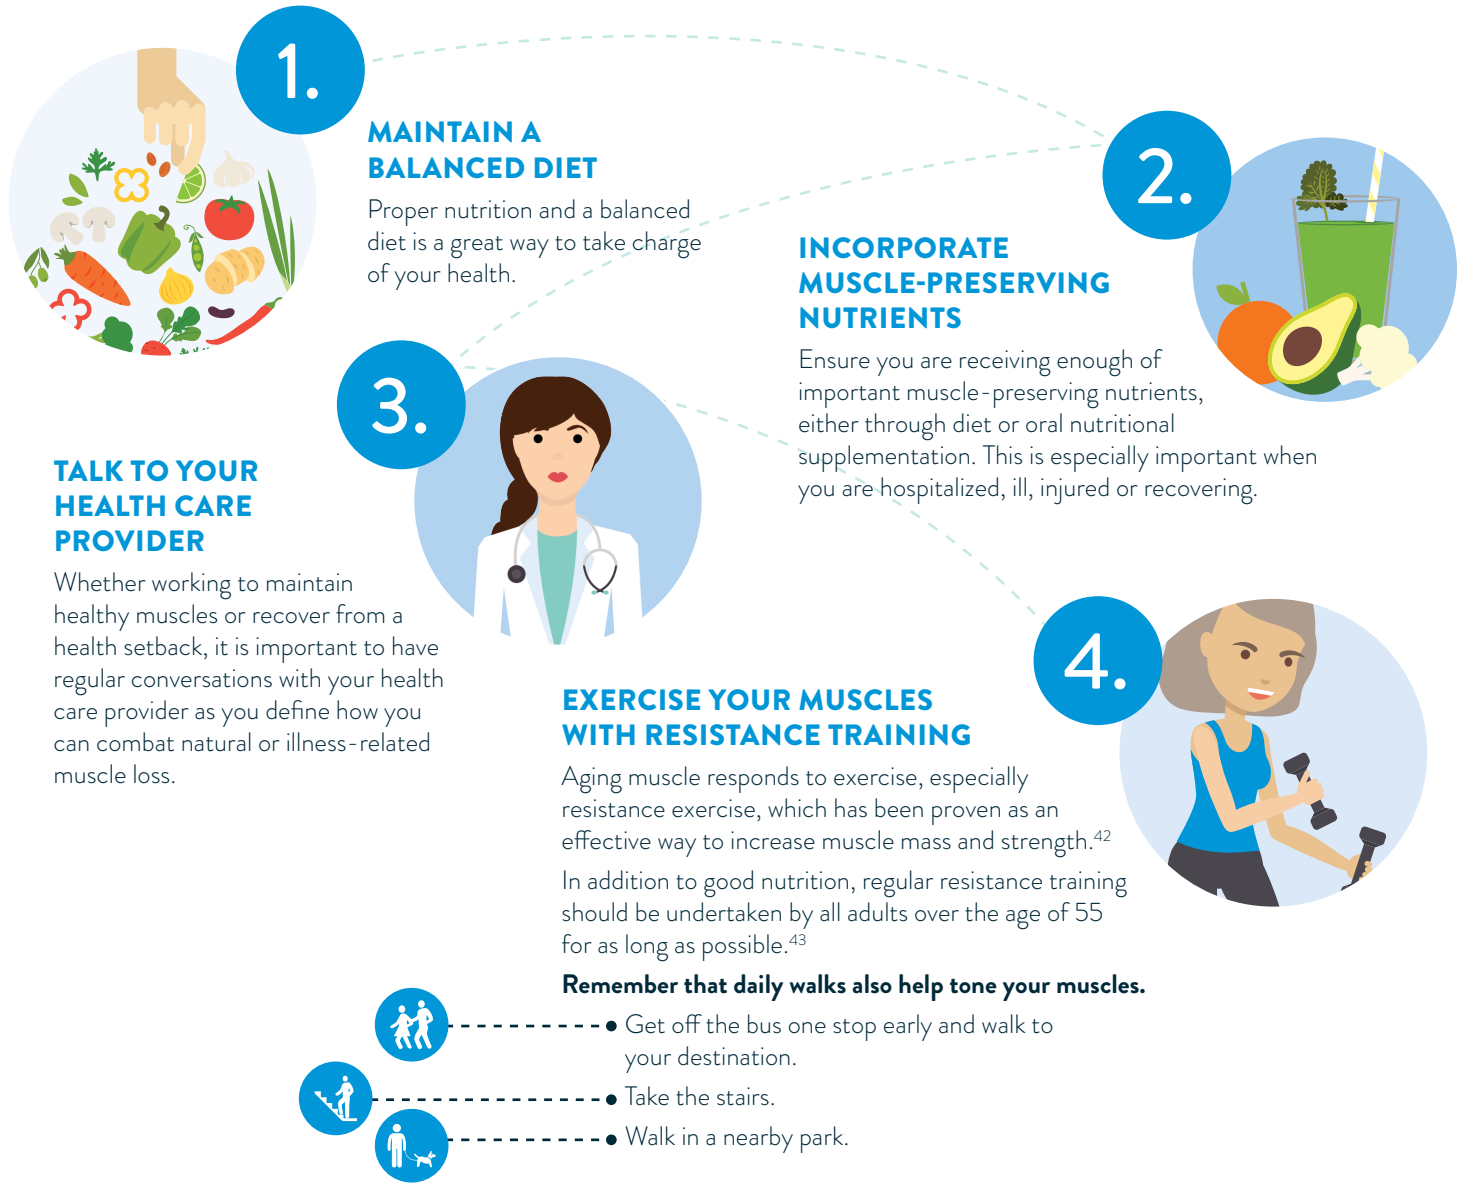 1.
MAINTAIN A
BALANCED DIET
Proper nutrition and a balanced
diet is a great way to take charge
of your health.
2.
INCORPORATE
MUSCLE-PRESERVING
NUTRIENTS
Ensure you are receiving enough of
important muscle-preserving nutrients,
either through diet or oral nutritional
supplementation. This is especially important when
you are hospitalized, ill, injured or recovering.
3.
TALK TO YOUR
HEALTH CARE
PROVIDER
Whether working to maintain
healthy muscles or recover from a
health setback, it is important to have
regular conversations with your health
care provider as you define how you
can combat natural or illness-related
muscle loss.
4.
EXERCISE YOUR MUSCLES
WITH RESISTANCE TRAINING
Aging muscle responds to exercise, especially
resistance exercise, which has been proven as an
effective way to increase muscle mass and strength.42
In addition to good nutrition, regular resistance training
should be undertaken by all adults over the age of 55
for as long as possible.43
Remember that daily walks also help tone your muscles.
• Get off the bus one stop early and walk to
your destination.
• Take the stairs.
• Walk in a nearby park.